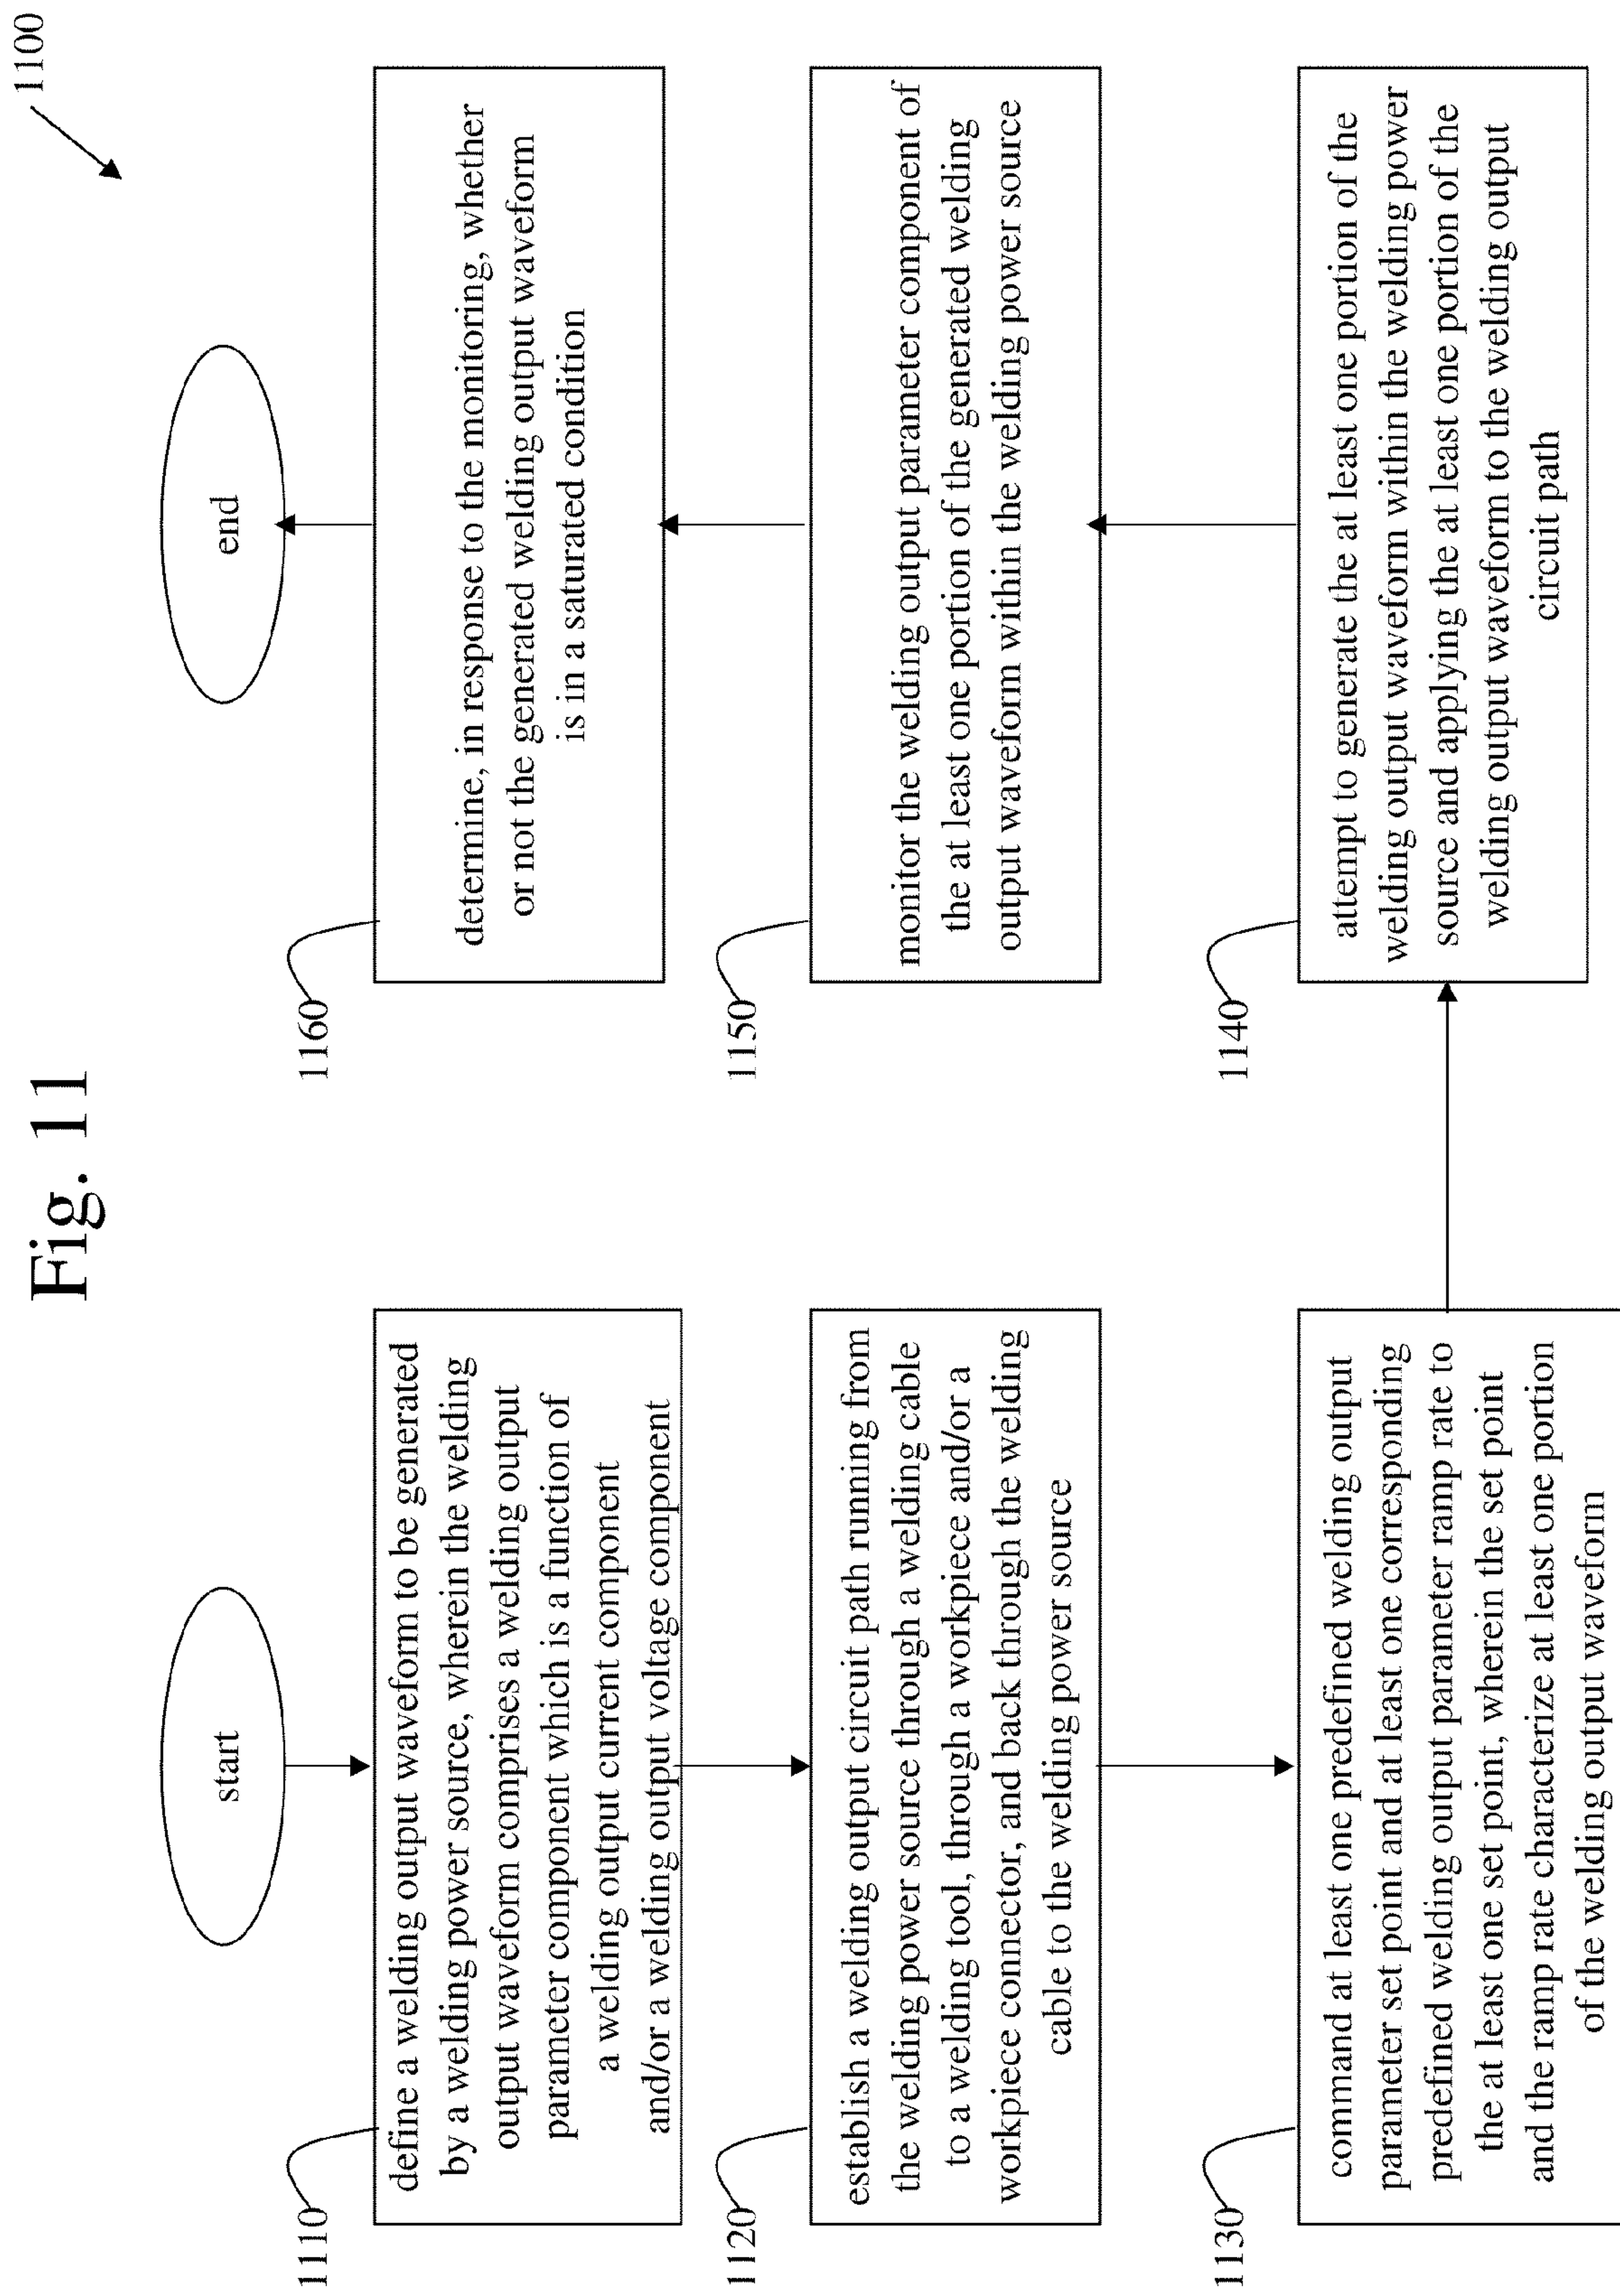 Fig. 11
1100
start
1110
define a welding output waveform to be generated
by a welding power source, wherein the welding
output waveform comprises a welding output
parameter component which is a function of
a welding output current component
and/or a welding output voltage component
1120
establish a welding output circuit path running from
the welding power source through a welding cable
to a welding tool, through a workpiece and/or a
workpiece connector, and back through the welding
cable to the welding power source
1130
command at least one predefined welding output
parameter set point and at least one corresponding
predefined welding output parameter ramp rate to
the at least one set point, wherein the set point
and the ramp rate characterize at least one portion
of the welding output waveform
1140
attempt to generate the at least one portion of the
welding output waveform within the welding power
source and applying the at least one portion of the
welding output waveform to the welding output
circuit path
1150
monitor the welding output parameter component of
the at least one portion of the generated welding
output waveform within the welding power source
1160
determine, in response to the monitoring, whether
or not the generated welding output waveform
is in a saturated condition
end